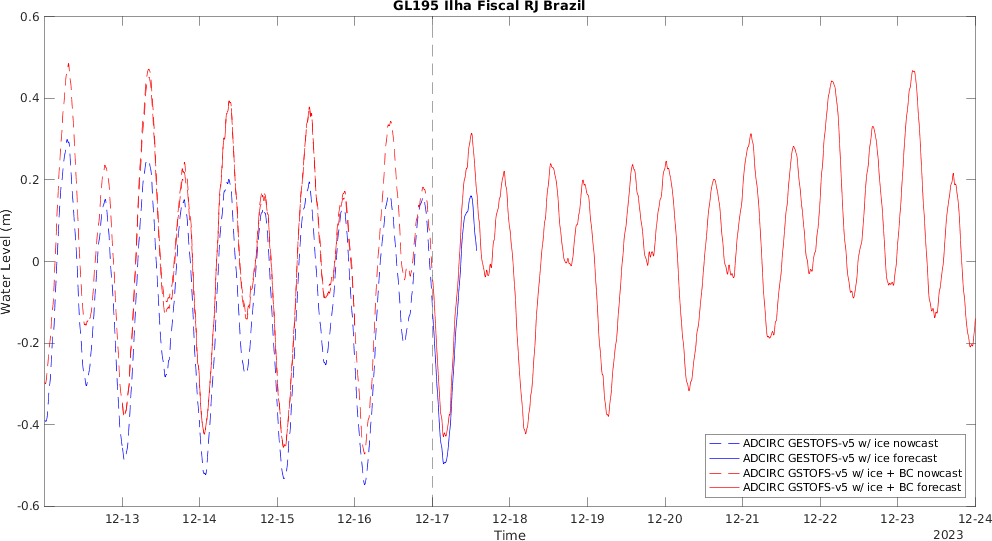 GL195 Ilha Fiscal RJ Brazil
0.6
0.4
0.2
0
-0.2
-0.4
-0.6
Water Level (m)
12-13 12-14 12-15 12-16 12-17 12-18 12-19 12-20 12-21 12-22 12-23 12-24
Time
2023
ADCIRC GESTOFS-v5 w/ ice nowcast
ADCIRC GESTOFS-v5 w/ ice forecast
ADCIRC GSTOFS-v5 w/ ice + BC nowcast
ADCIRC GSTOFS-v5 w/ ice + BC forecast